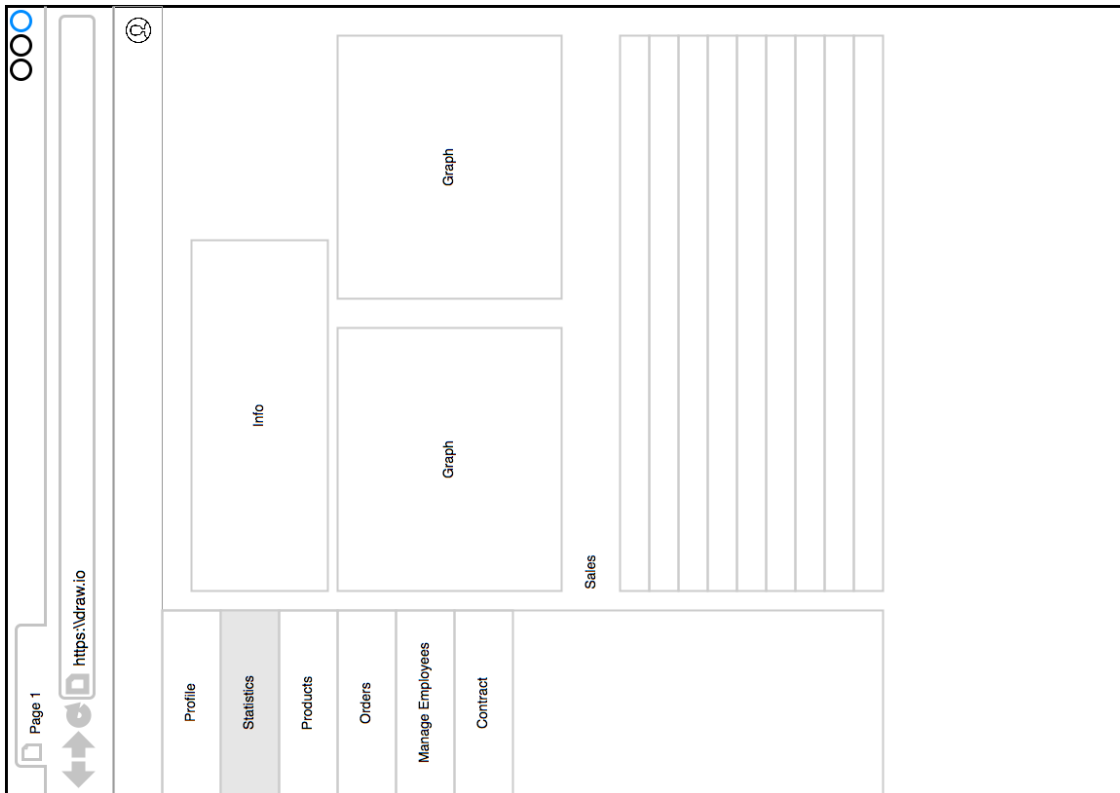 Page 1
https:\\draw.io
Profile
Statistics
Products
Orders
Manage Employees
Contract
Info
Graph
Graph
Sales